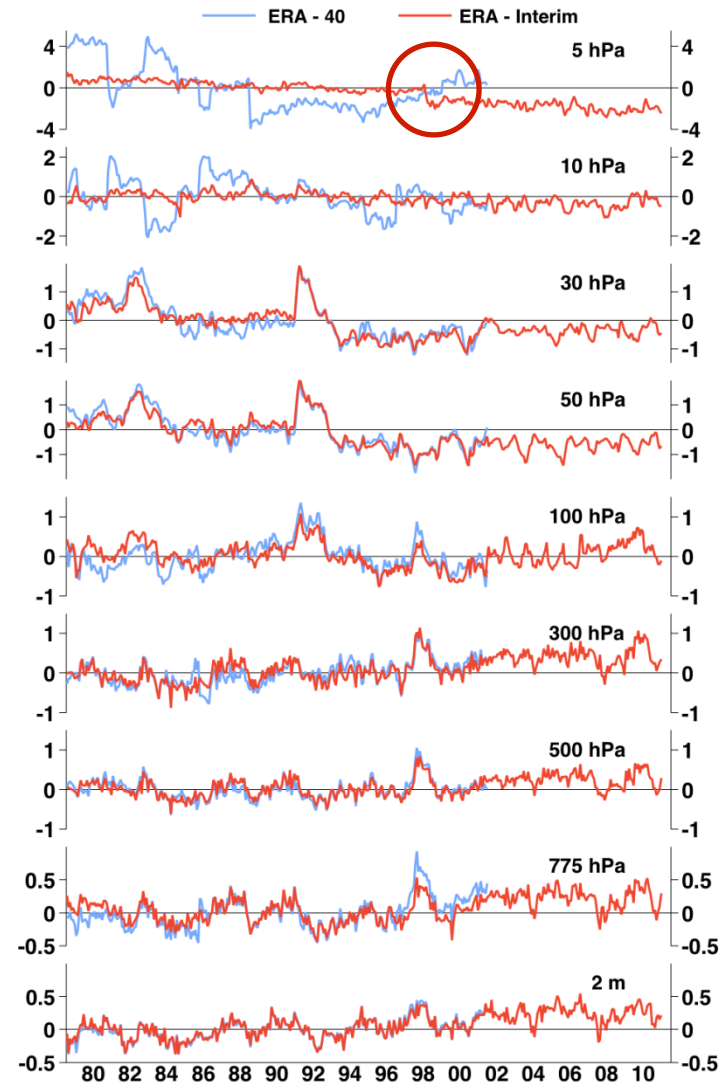 ERA - 40 ERA - Interim
5 hPa
4 4
0 0
-4 -4
10 hPa
2 2
0 0
-2 -2
30 hPa
1 1
0 0
-1 -1
50 hPa
1 1
0 0
-1 -1
100 hPa
1 1
0 0
-1 -1
300 hPa
1 1
0 0
-1 -1
500 hPa
1 1
0 0
-1 -1
775 hPa
0.5 0.5
0 0
-0.5 -0.5
2 m
0.5 0.5
0 0
-0.5 -0.5
80 82 84 86 88 90 92 94 96 98 00 02 04 06 08 10